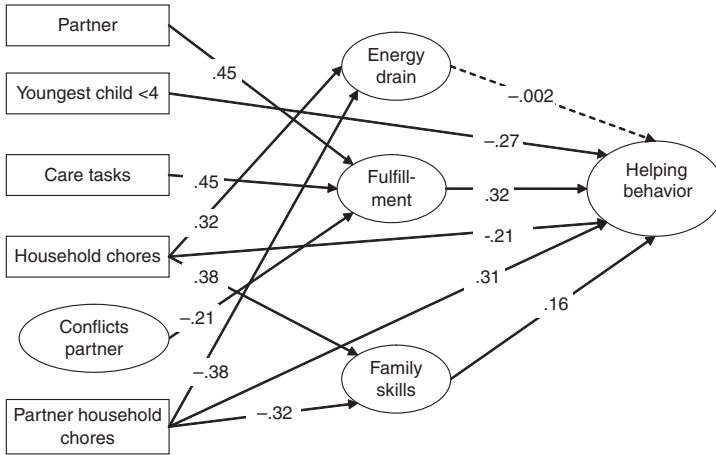 Partner
Youngest child <4
Care tasks
Household chores
Conflicts
partner
Partner household
chores
Energy
drain
Fulfill-
ment
Family
skills
Helping
behavior
.45
–.002
–.27
.45
.32
.32
-.21
.38
.31
–.21
.16
–.38
–.32